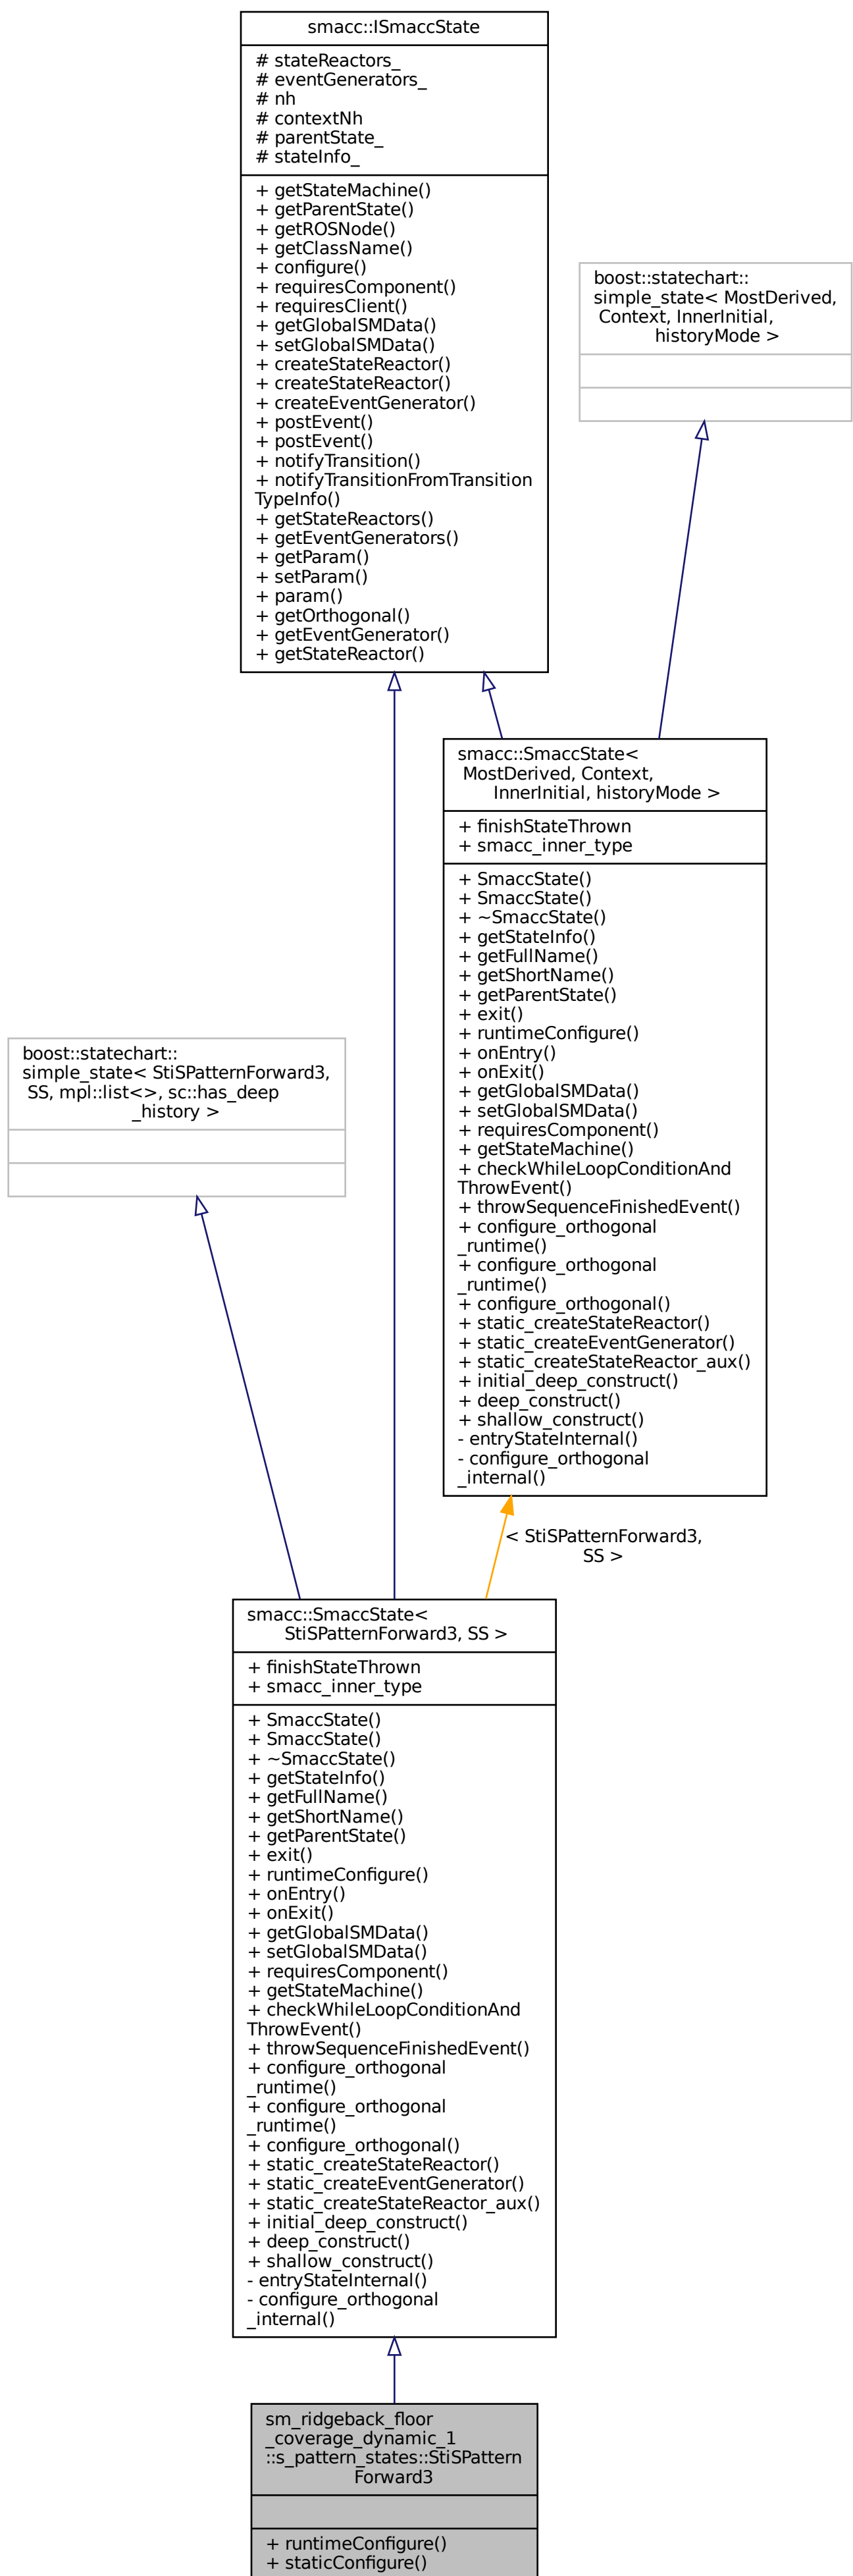 smacc::ISmaccState
# stateReactors_
# eventGenerators_
# nh
# contextNh
# parentState_
# stateInfo_
+ getStateMachine()
+ getParentState()
+ getROSNode()
+ getClassName()
+ configure()
+ requiresComponent()
+ requiresClient()
+ getGlobalSMData()
+ setGlobalSMData()
+ createStateReactor()
+ createStateReactor()
+ createEventGenerator()
+ postEvent()
+ postEvent()
+ notifyTransition()
+ notifyTransitionFromTransition
TypeInfo()
+ getStateReactors()
+ getEventGenerators()
+ getParam()
+ setParam()
+ param()
+ getOrthogonal()
+ getEventGenerator()
+ getStateReactor()
boost::statechart::
simple_state< MostDerived,
Context, InnerInitial,
historyMode >
smacc::SmaccState<
MostDerived, Context,
InnerInitial, historyMode >
+ finishStateThrown
+ smacc_inner_type
+ SmaccState()
+ SmaccState()
+ ~SmaccState()
+ getStateInfo()
+ getFullName()
+ getShortName()
+ getParentState()
+ exit()
+ runtimeConfigure()
+ onEntry()
+ onExit()
+ getGlobalSMData()
+ setGlobalSMData()
+ requiresComponent()
+ getStateMachine()
+ checkWhileLoopConditionAnd
ThrowEvent()
+ throwSequenceFinishedEvent()
+ configure_orthogonal
_runtime()
+ configure_orthogonal
_runtime()
+ configure_orthogonal()
+ static_createStateReactor()
+ static_createEventGenerator()
+ static_createStateReactor_aux()
+ initial_deep_construct()
+ deep_construct()
+ shallow_construct()
- entryStateInternal()
- configure_orthogonal
_internal()
boost::statechart::
simple_state< StiSPatternForward3,
SS, mpl::list<>, sc::has_deep
_history >
< StiSPatternForward3,
SS >
smacc::SmaccState<
StiSPatternForward3, SS >
+ finishStateThrown
+ smacc_inner_type
+ SmaccState()
+ SmaccState()
+ ~SmaccState()
+ getStateInfo()
+ getFullName()
+ getShortName()
+ getParentState()
+ exit()
+ runtimeConfigure()
+ onEntry()
+ onExit()
+ getGlobalSMData()
+ setGlobalSMData()
+ requiresComponent()
+ getStateMachine()
+ checkWhileLoopConditionAnd
ThrowEvent()
+ throwSequenceFinishedEvent()
+ configure_orthogonal
_runtime()
+ configure_orthogonal
_runtime()
+ configure_orthogonal()
+ static_createStateReactor()
+ static_createEventGenerator()
+ static_createStateReactor_aux()
+ initial_deep_construct()
+ deep_construct()
+ shallow_construct()
- entryStateInternal()
- configure_orthogonal
_internal()
sm_ridgeback_floor
_coverage_dynamic_1
::s_pattern_states::StiSPattern
Forward3
+ runtimeConfigure()
+ staticConfigure()